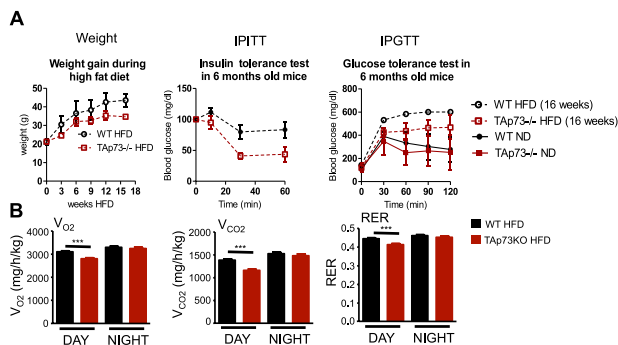 A
Weight
IPITT
IPGTT
Weight gain during
high fat diet
Insulin tolerance test
in 6 months old mice
Glucose tolerance test in
6 months old mice
weight (g)
50
40
30
20
10
0
0 3 6 9 12 15 18
weeks HFD
WT HFD
TAp73-/- HFD
Blood glucose (mg/dl)
150
100
50
0
0 20 40 60
Time (min)
Blood glucose (mg/dl)
800
600
400
200
0
0 30 60 90 120
Time (min)
WT HFD (16 weeks)
TAp73-/- HFD (16 weeks)
WT ND
TAp73-/- ND
B
VO2
VO2 (mg/h/kg)
4000
3000
2000
1000
0
***
DAY NIGHT
VCO2
VCO2 (mg/h/kg)
2000
1500
1000
500
0
***
DAY NIGHT
RER
RER
0,5
0,4
0,3
0,2
0,1
0,0
***
DAY NIGHT
WT HFD
TAp73KO HFD